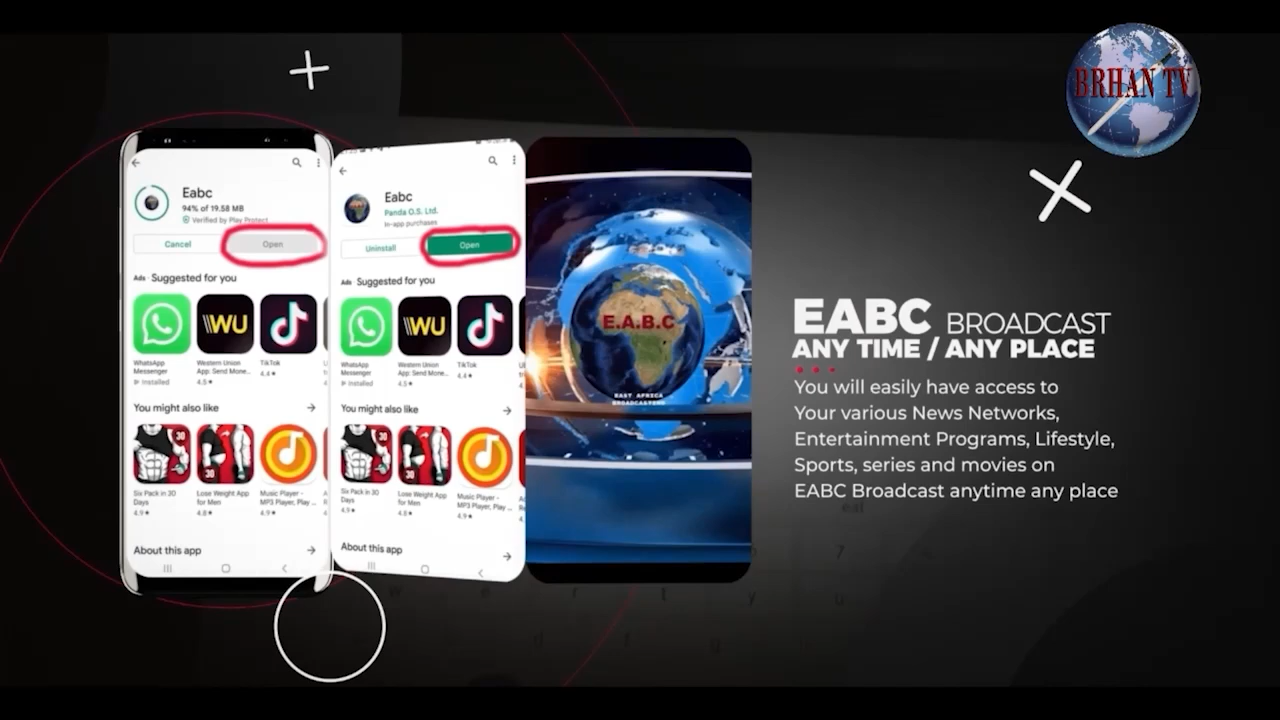 BRHAN TV
Eabc
94% of 19.58 MB
Verified by Play Protect
Cancel
Open
Ads · Suggested for you
WhatsApp
Messenger
Installed
Western Union
App: Send Mone...
4.5★
TikTok
4.4★
You might also like
30
30
Six Pack in 30
Days
4.9★
Lose Weight App
for Men
4.8★
Music Player -
MP3 Player, Play ...
4.9★
About this app
Eabc
Panda O.S. Ltd.
In-app purchases
Uninstall
Open
Ads · Suggested for you
WU
WU
WhatsApp
Messenger
Installed
Western Union
App: Send Mone...
4.5★
TikTok
4.4★
You might also like
30
30
Six Pack in 30
Days
4.9★
Lose Weight App
for Men
4.8★
Music Player -
MP3 Player, Play ...
4.9★
About this app
E.A.B.C
EAST AFRICA
BROADCASTERS
EABC BROADCAST
ANY TIME / ANY PLACE
You will easily have access to
Your various News Networks,
Entertainment Programs, Lifestyle,
Sports, series and movies on
EABC Broadcast anytime any place